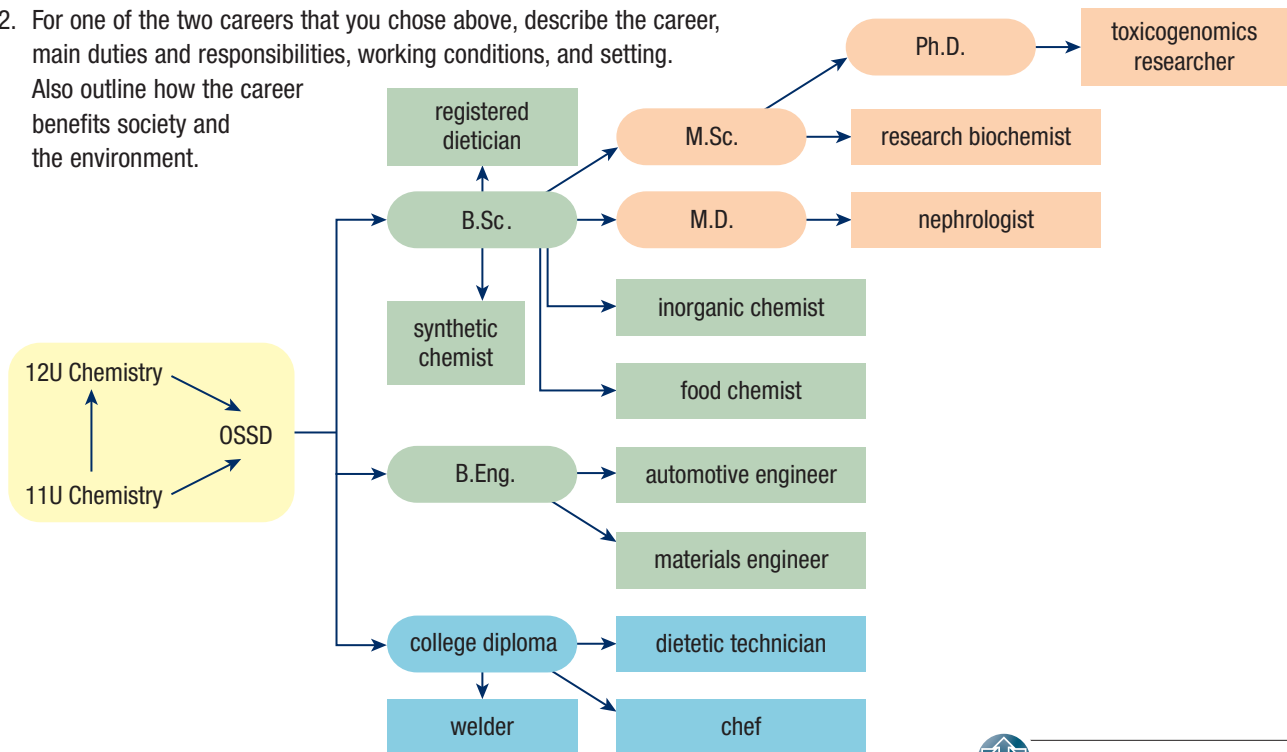 2. For one of the two careers that you chose above, describe the career,
main duties and responsibilities, working conditions, and setting.
Also outline how the career
benefits society and
the environment.
Ph.D.
toxicogenomics
researcher
registered
dietician
M.Sc.
research biochemist
B.Sc.
M.D.
nephrologist
synthetic
chemist
inorganic chemist
food chemist
12U Chemistry
OSSD
11U Chemistry
B.Eng.
automotive engineer
materials engineer
college diploma
dietetic technician
welder
chef